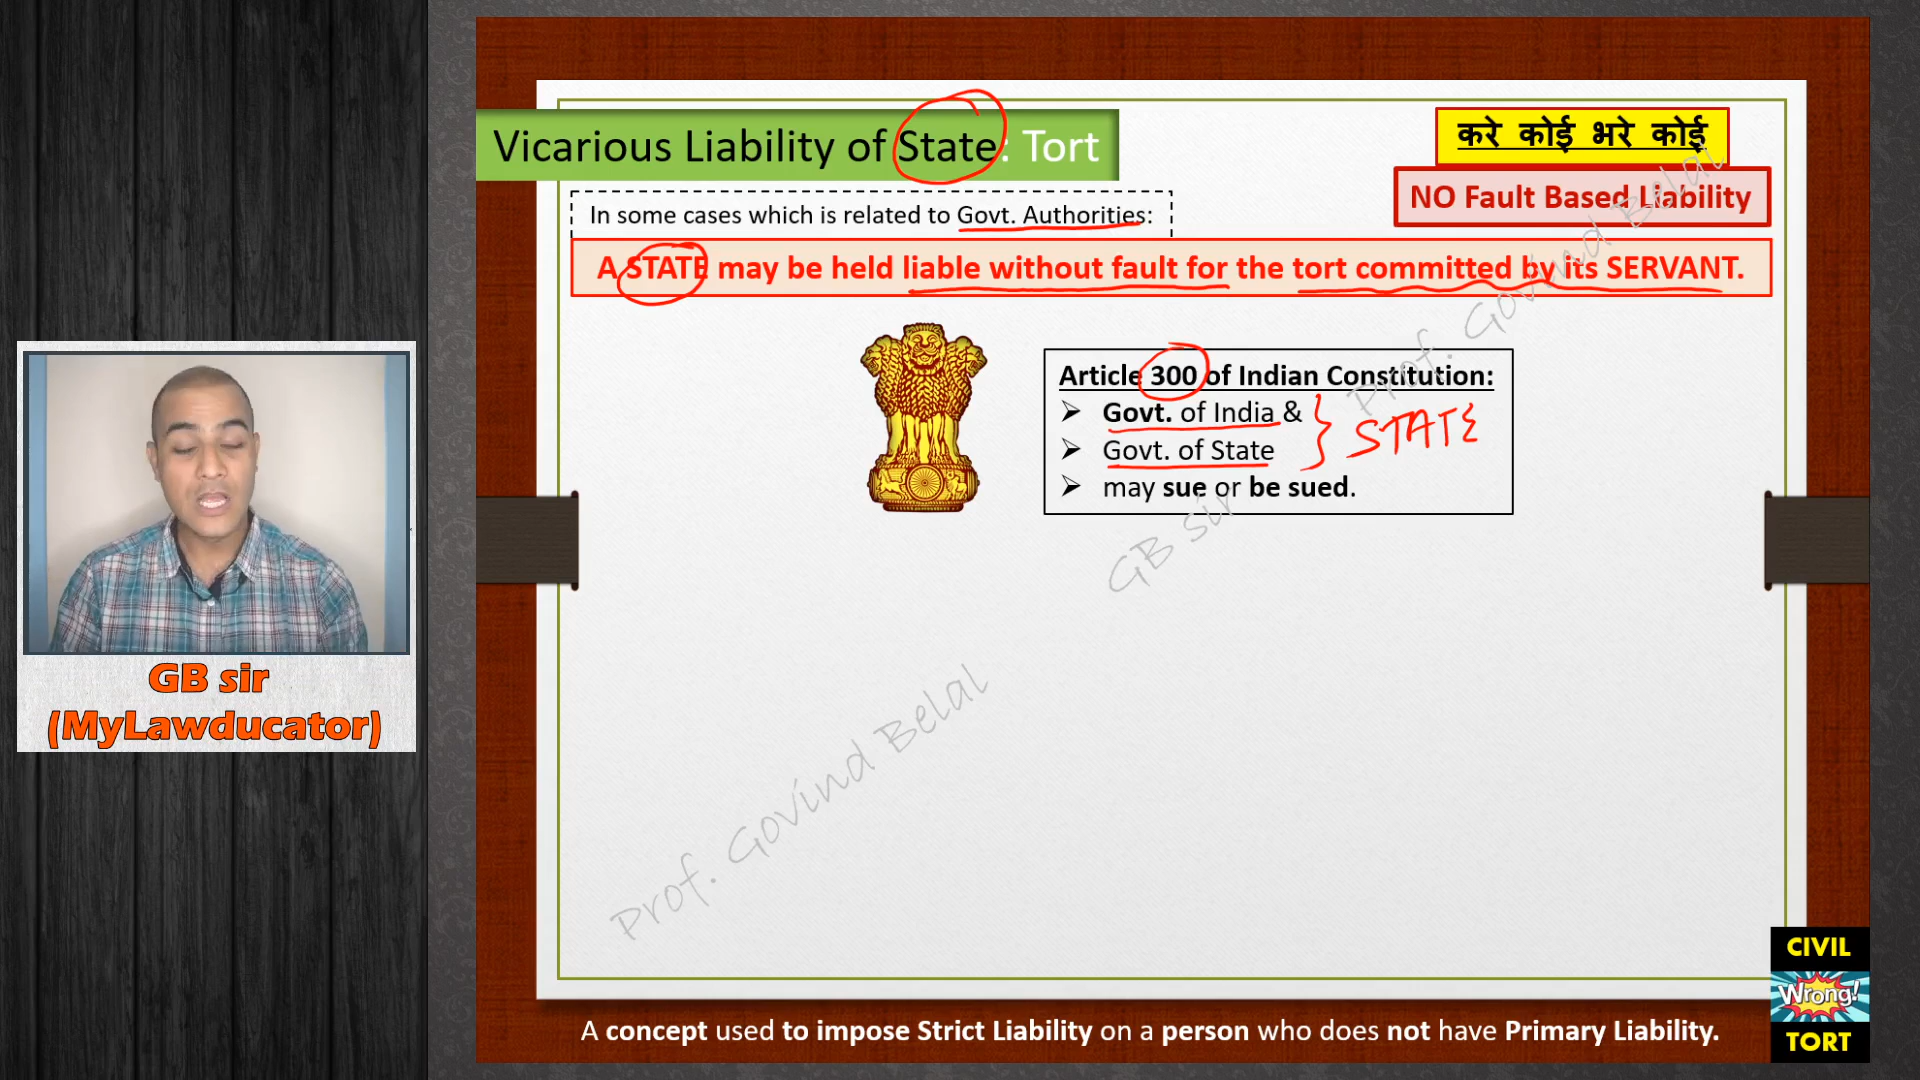 Vicarious Liability of State: Tort
करे कोई भरे कोई
NO Fault Based Liability
In some cases which is related to Govt. Authorities:
A STATE may be held liable without fault for the tort committed by its SERVANT.
Article 300 of Indian Constitution:
Govt. of India &
Govt. of State
may sue or be sued.
STATE
Prof. Govind Belal
GB sir
Prof. Govind Belal
GB sir
(MyLawducator)
CIVIL
Wrong!
TORT
A concept used to impose Strict Liability on a person who does not have Primary Liability.